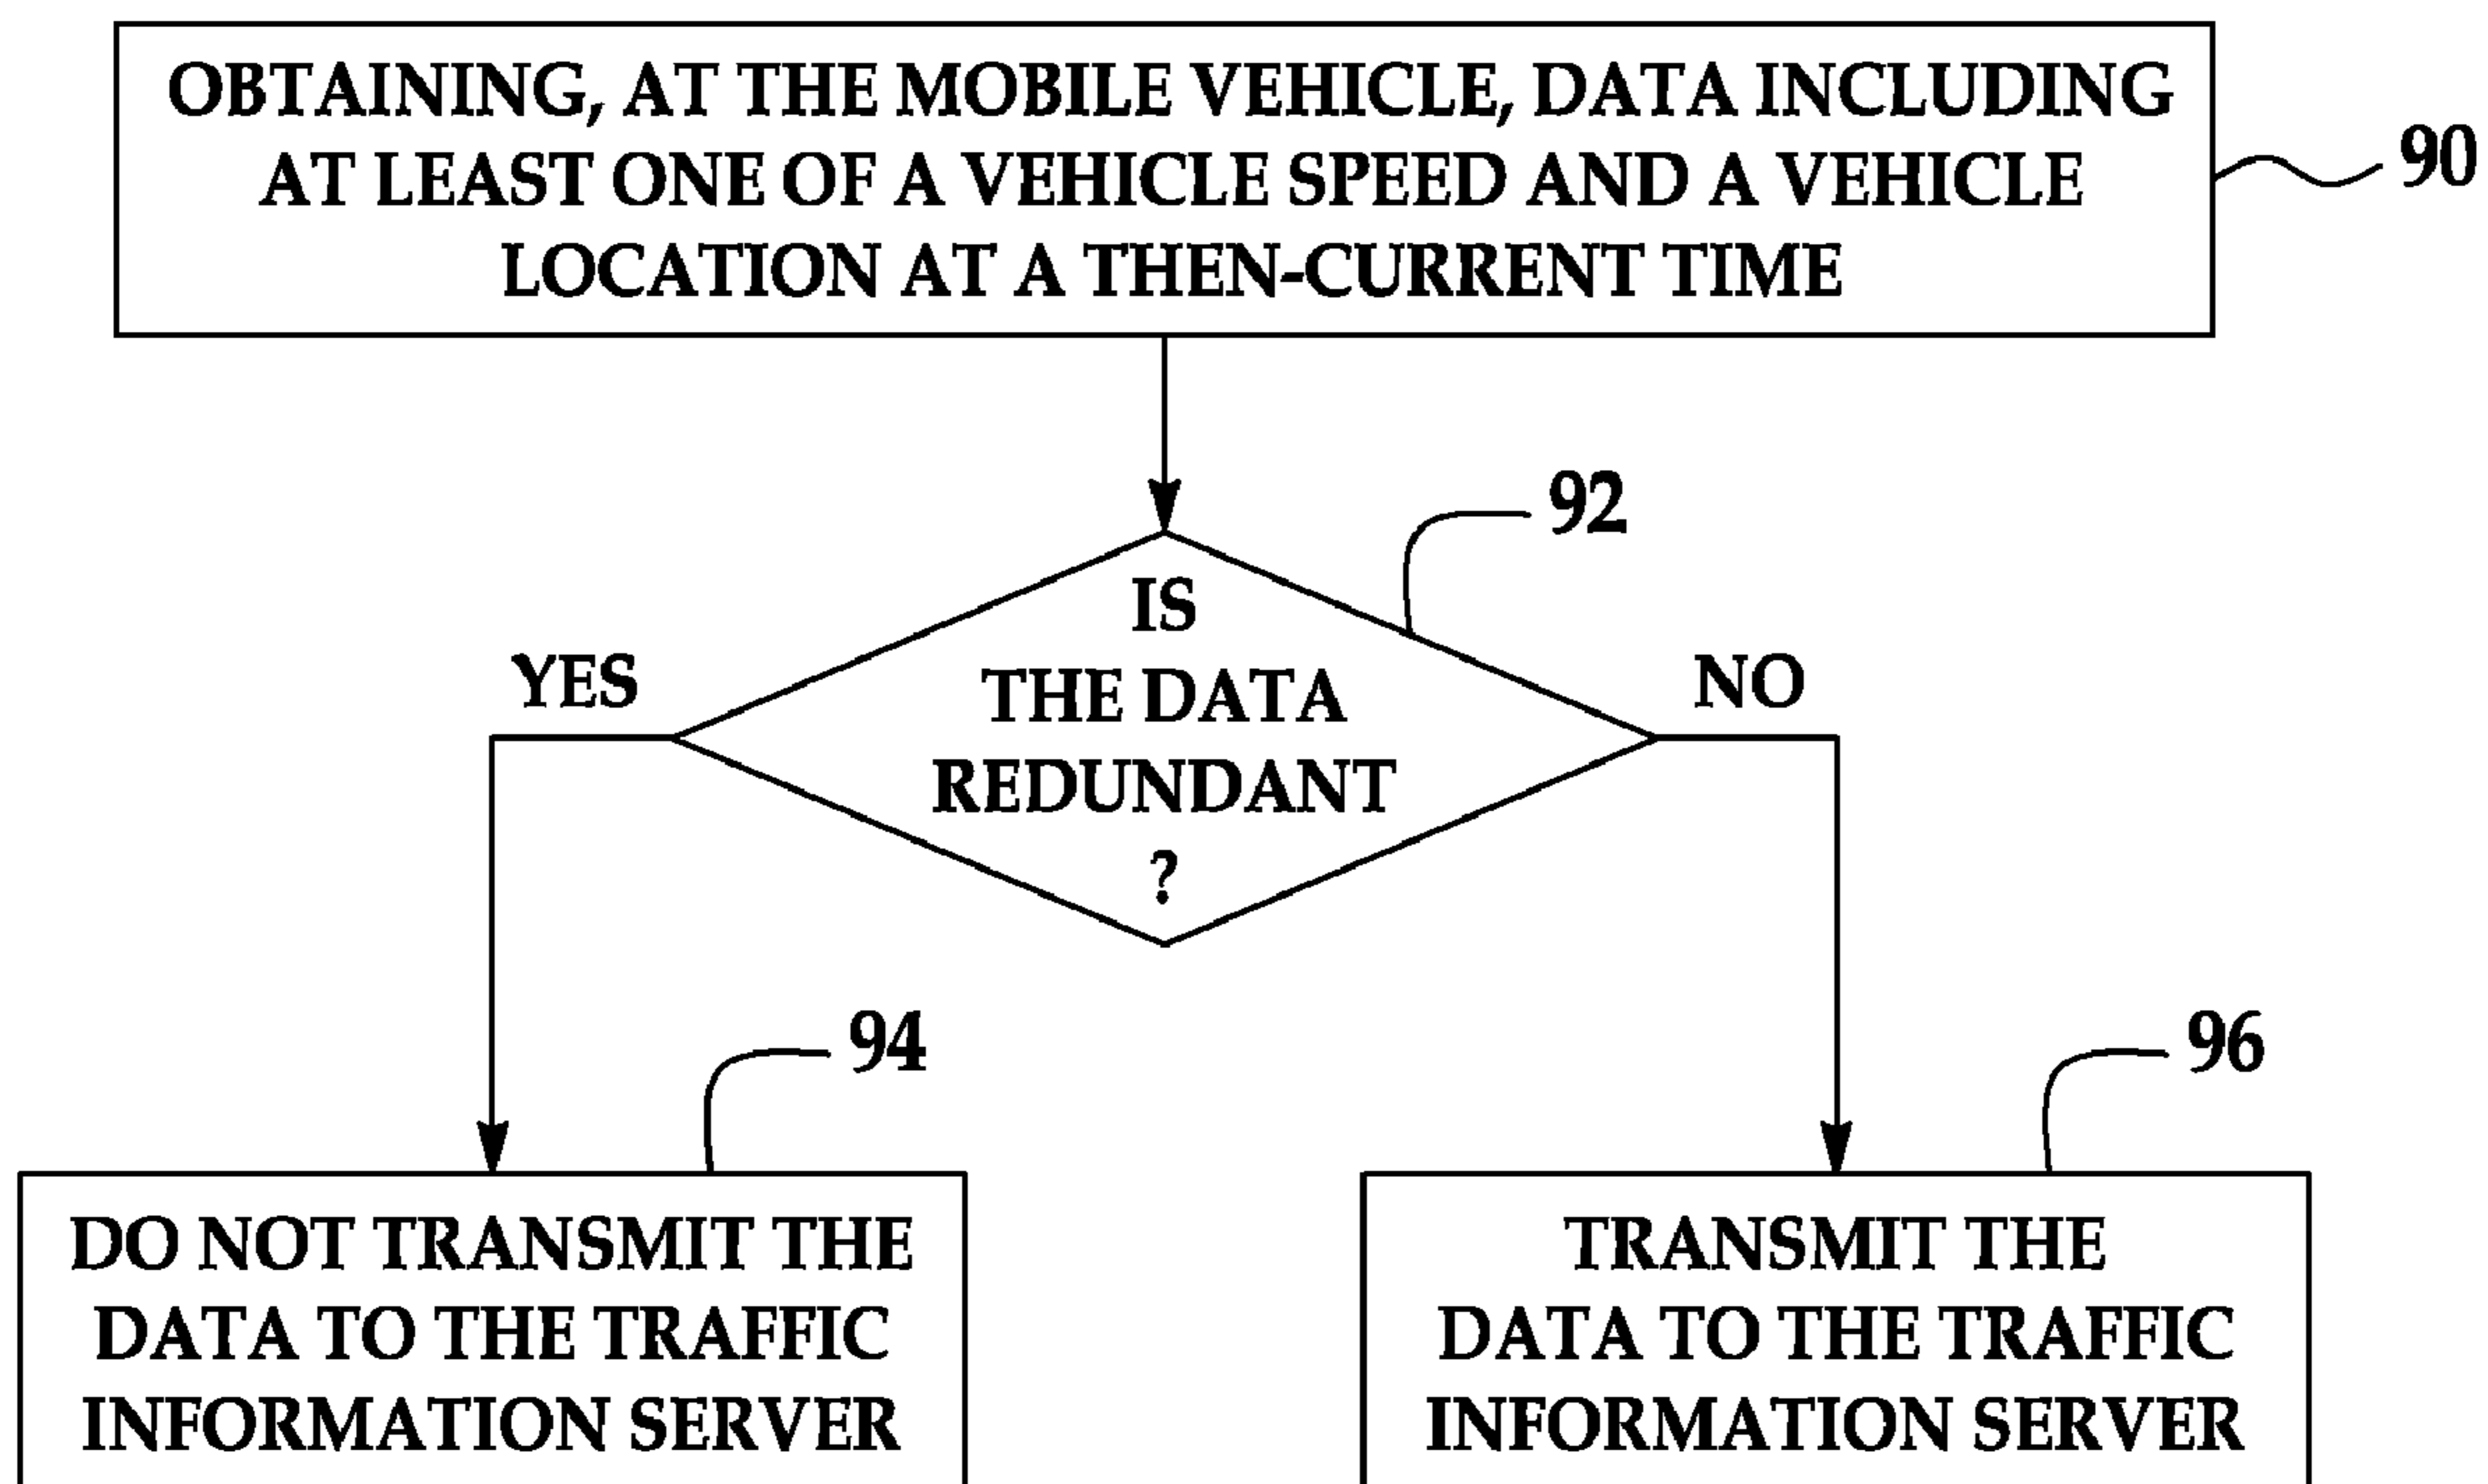 OBTAINING, AT THE MOBILE VEHICLE, DATA INCLUDING
AT LEAST ONE OF A VEHICLE SPEED AND A VEHICLE
LOCATION AT A THEN-CURRENT TIME
90
92
IS
THE DATA
REDUNDANT
?
YES
NO
94
96
DO NOT TRANSMIT THE
DATA TO THE TRAFFIC
INFORMATION SERVER
TRANSMIT THE
DATA TO THE TRAFFIC
INFORMATION SERVER